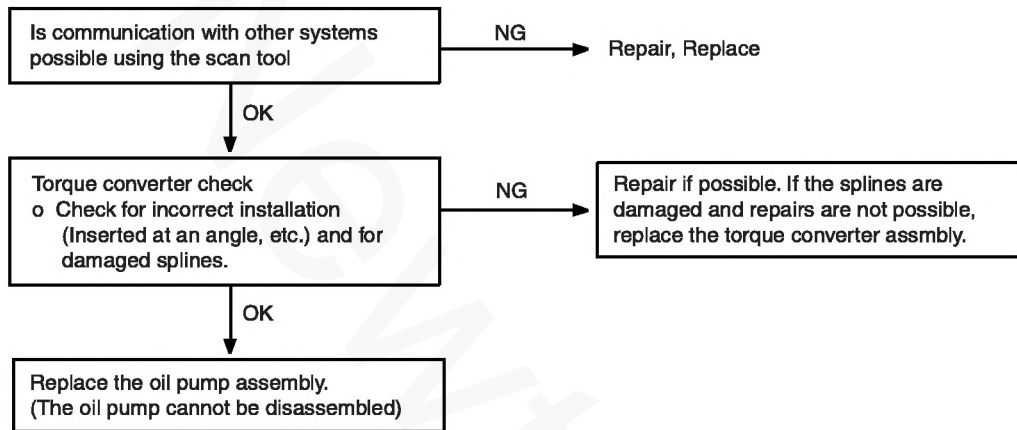 Is communication with other systems
possible using the scan tool
NG
Repair, Replace
OK
Torque converter check
o Check for incorrect installation
(Inserted at an angle, etc.) and for
damaged splines.
NG
Repair if possible. If the splines are
damaged and repairs are not possible,
replace the torque converter assmbly.
OK
Replace the oil pump assembly.
(The oil pump cannot be disassembled)